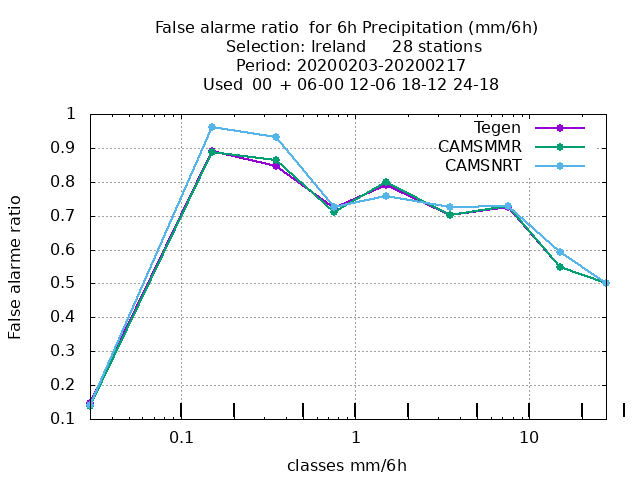 False alarme ratio  for 6h Precipitation (mm/6h)
Selection: Ireland     28 stations
Period: 20200203-20200217
Used  00  + 06-00 12-06 18-12 24-18
Tegen
CAMSMMR
CAMSNRT
1
0.9
0.8
0.7
0.6
0.5
0.4
0.3
0.2
0.1
False alarme ratio
0.1
1
10
classes mm/6h